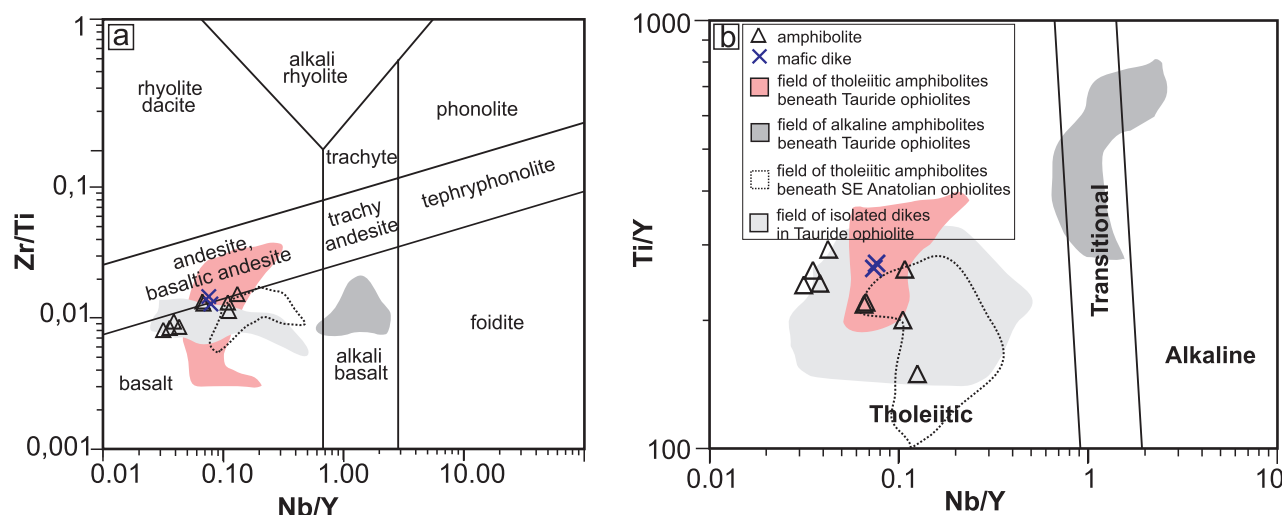 a
1
0,1
0,010
0,001
Zr/Ti
0.01
0.10
1.00
10.00
Nb/Y
rhyolite
dacite
alkali
rhyolite
phonolite
trachyte
tephryphonolite
trachy
andesite
andesite,
basaltic andesite
foidite
alkali
basalt
basalt
b
1000
100
Ti/Y
0.01
0.1
1
10
Nb/Y
amphibolite
mafic dike
field of tholeiitic amphibolites
beneath Tauride ophiolites
field of alkaline amphibolites
beneath Tauride ophiolites
field of tholeiitic amphibolites
beneath SE Anatolian ophiolites
field of isolated dikes
in Tauride ophiolite
Transitional
Alkaline
Tholeiitic